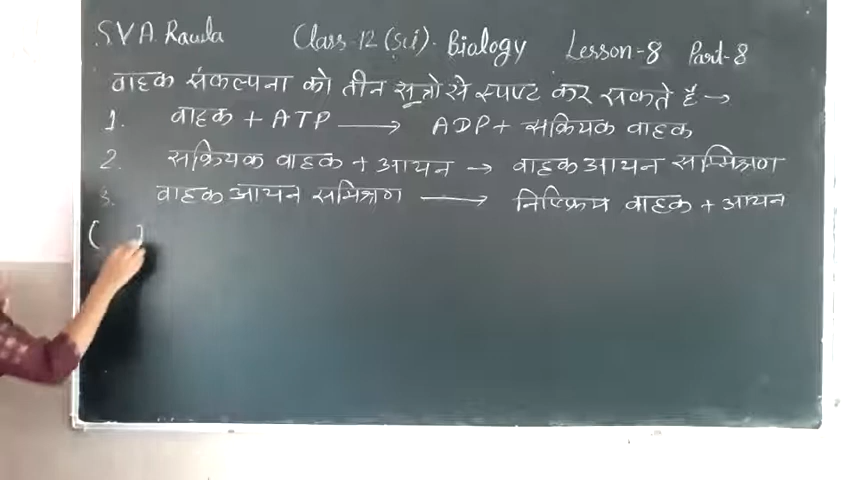 S.V.A. Rawla Class-12 (Sci). Biology Lesson-8 Part-8
वाहक संकल्पना को तीन सूत्रो से स्पष्ट कर सकते है →
1. वाहक + ATP → ADP + सक्रियक वाहक
2. सक्रियक वाहक + आयन → वाहक आयन सम्मिश्रण
3. वाहक आयन समिश्रण → निष्क्रिय वाहक + आयन
( )